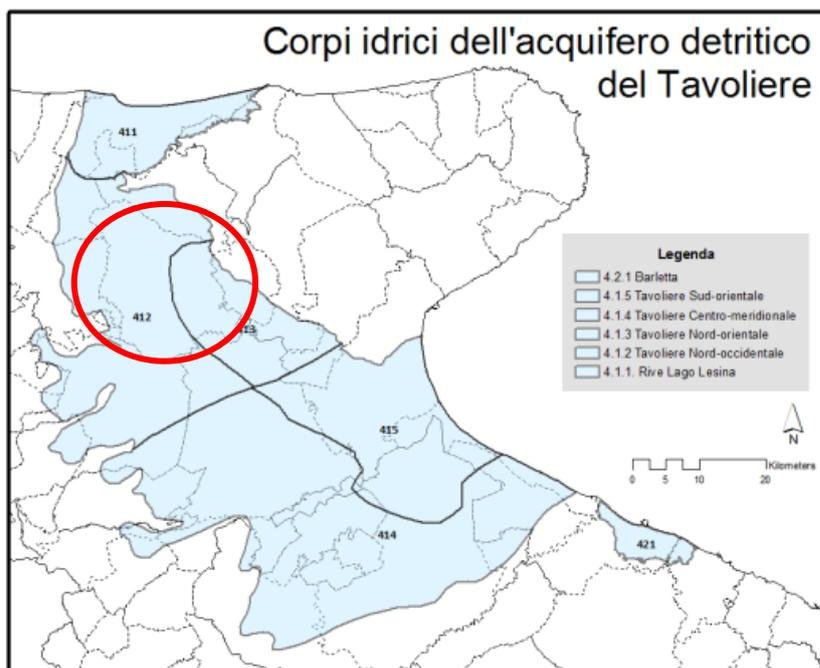 Corpi idrici dell'acquifero detritico
del Tavoliere
411
412
413
415
414
421
Legenda
4.2.1 Barletta
4.1.5 Tavoliere Sud-orientale
4.1.4 Tavoliere Centro-meridionale
4.1.3 Tavoliere Nord-orientale
4.1.2 Tavoliere Nord-occidentale
4.1.1. Rive Lago Lesina
N
Kilometers
0 5 10 20